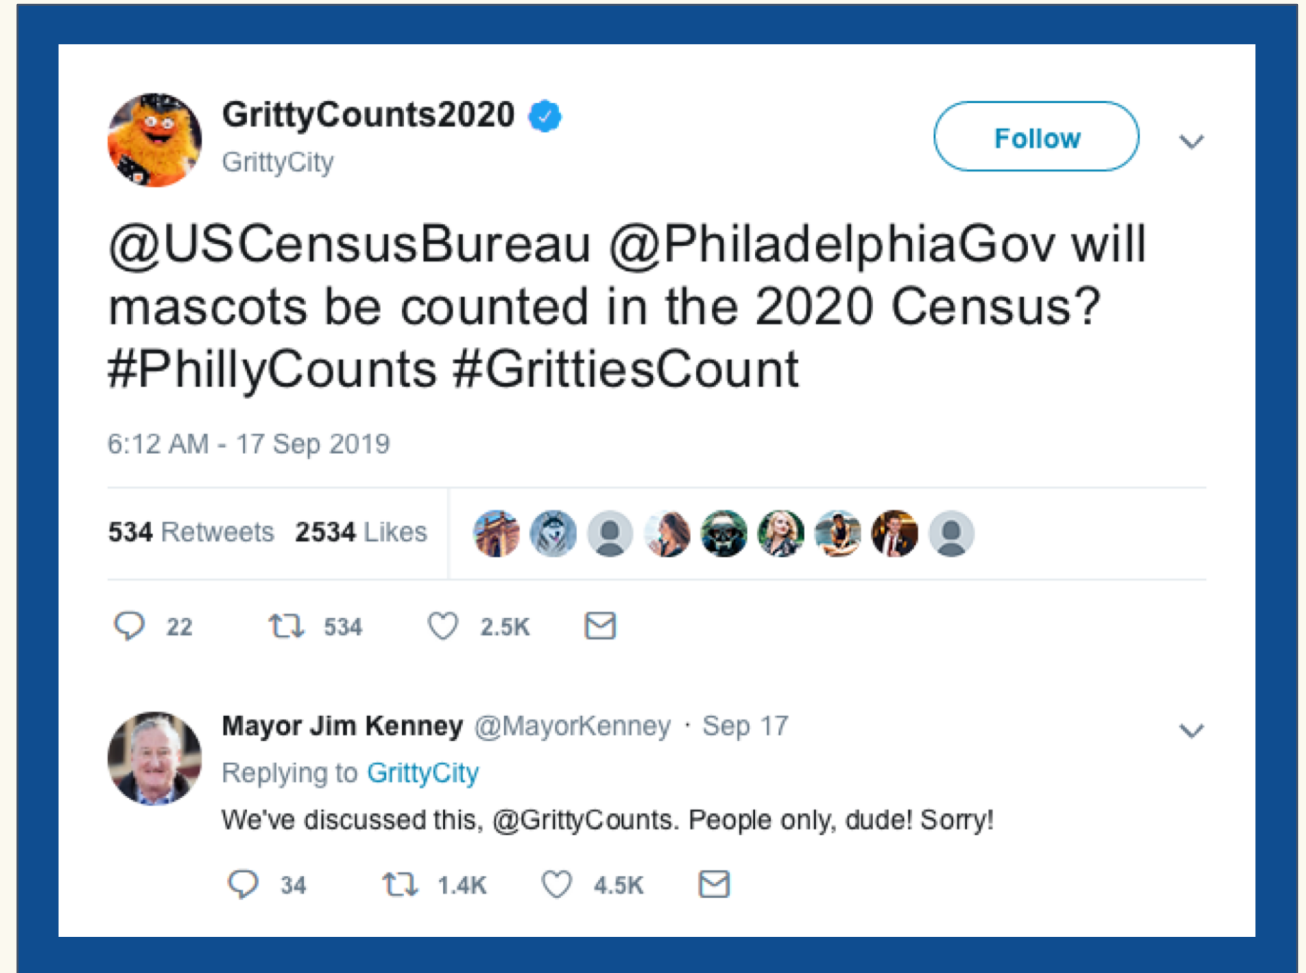 GrittyCounts2020
GrittyCity
Follow
@USCensusBureau @PhiladelphiaGov will
mascots be counted in the 2020 Census?
#PhillyCounts #GrittiesCount
6:12 AM - 17 Sep 2019
534 Retweets 2534 Likes
22 534 2.5K
Mayor Jim Kenney @MayorKenney · Sep 17
Replying to GrittyCity
We've discussed this, @GrittyCounts. People only, dude! Sorry!
34 1.4K 4.5K